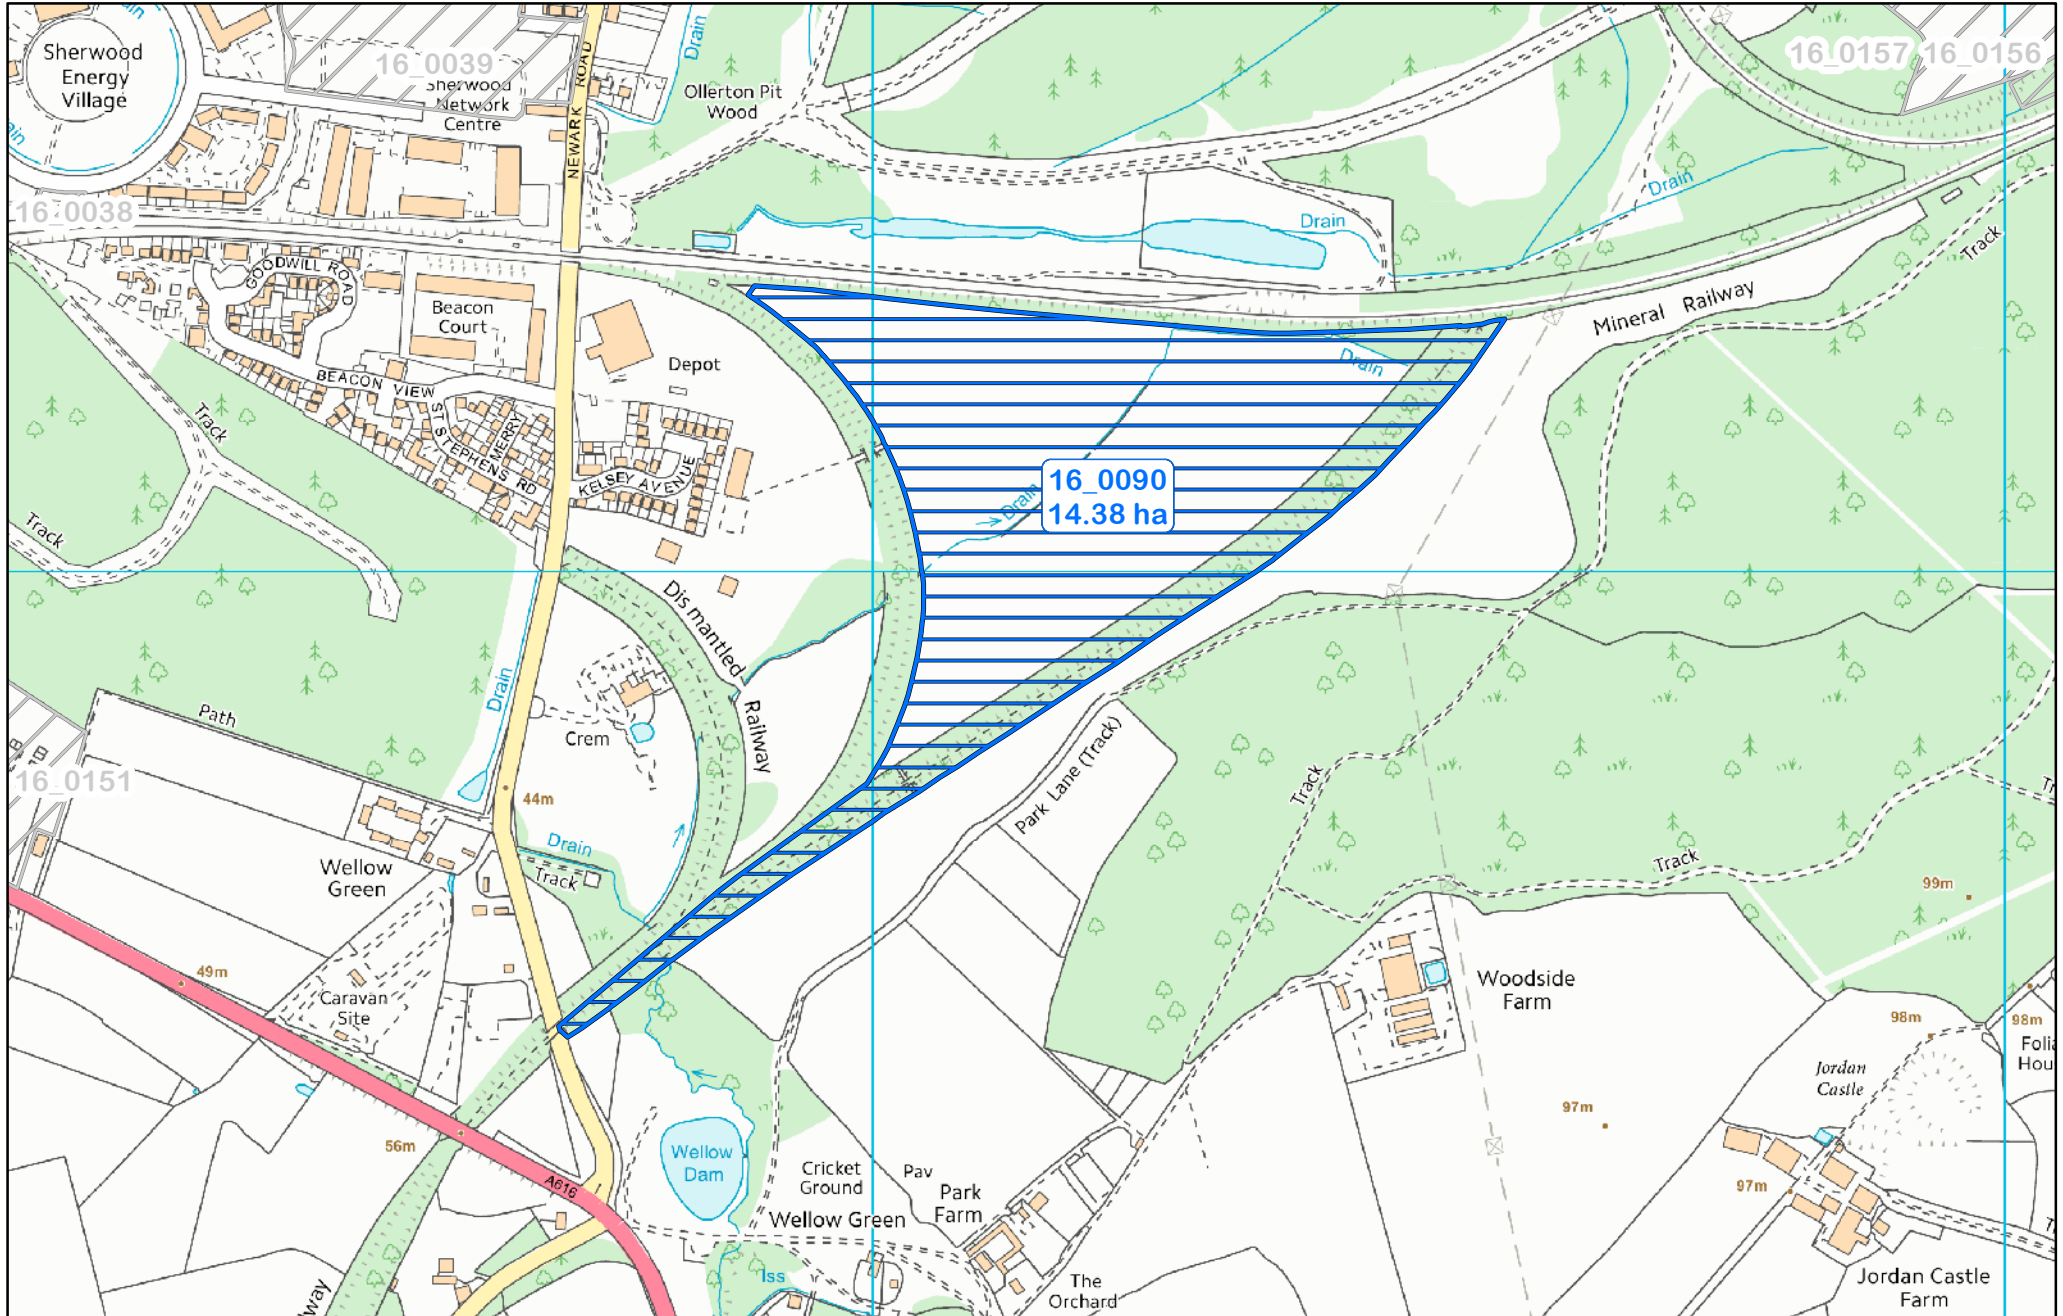 Sherwood
Energy
Village
16_0039
Sherwood
Network
Centre
NEWARK ROAD
Drain
Ollerton Pit
Wood
16_0157
16_0156
Drain
16_0038
Drain
Track
GOODWILL ROAD
Beacon
Court
Mineral Railway
Depot
Drain
BEACON VIEW
ST STEPHENS RD
MERRY
KELSEY AVENUE
Track
Track
16_0090
14.38 ha
Drain
Dismantled
Railway
Drain
Path
Crem
16_0151
44m
Park Lane (Track)
Track
Drain
Track
Wellow
Green
Track
99m
49m
Caravan
Site
Woodside
Farm
98m
98m
Jordan
Castle
97m
56m
A616
Wellow
Dam
Cricket
Ground
Pav
Park
Farm
97m
Wellow Green
Iss
The
Orchard
Jordan Castle
Farm